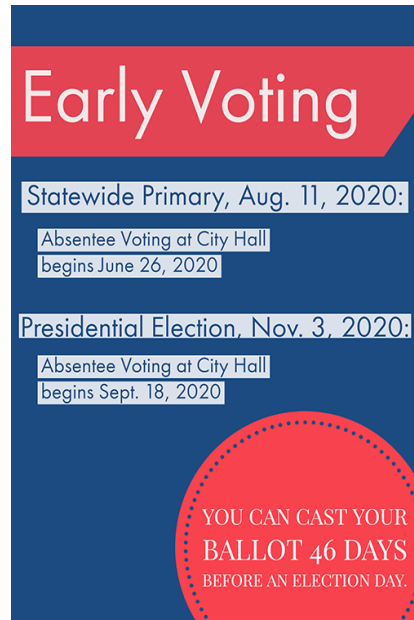 Early Voting
Statewide Primary, Aug. 11, 2020:
Absentee Voting at City Hall
begins June 26, 2020
Presidential Election, Nov. 3, 2020:
Absentee Voting at City Hall
begins Sept. 18, 2020
YOU CAN CAST YOUR
BALLOT 46 DAYS
BEFORE AN ELECTION DAY.